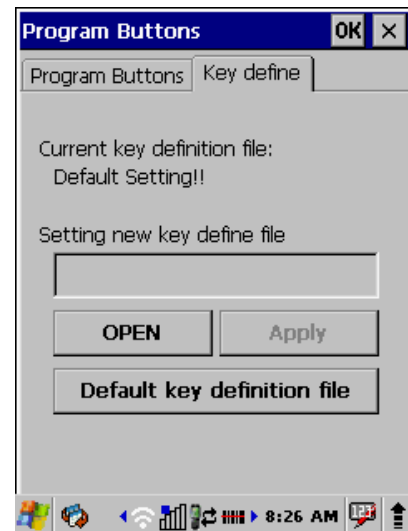 Program Buttons OK ×
Program Buttons Key define
Current key definition file:
Default Setting!!
Setting new key define file
OPEN Apply
Default key definition file
8:26 AM 123